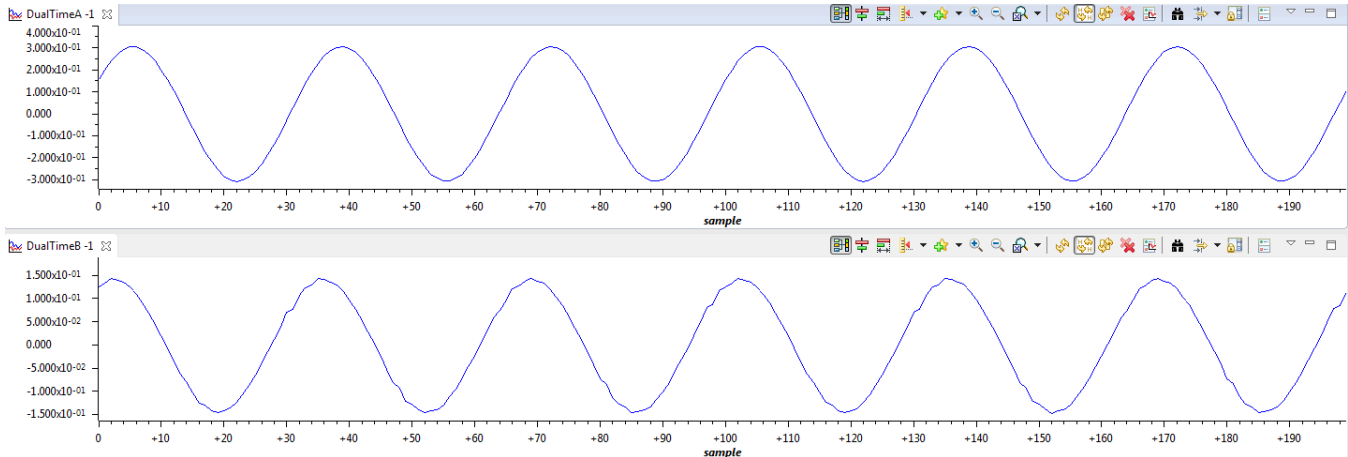 DualTimeA -1
4.000x10-01
3.000x10-01
2.000x10-01
1.000x10-01
0.000
-1.000x10-01
-2.000x10-01
-3.000x10-01
0 +10 +20 +30 +40 +50 +60 +70 +80 +90 +100 +110 +120 +130 +140 +150 +160 +170 +180 +190
sample
DualTimeB -1
1.500x10-01
1.000x10-01
5.000x10-02
0.000
-5.000x10-02
-1.000x10-01
-1.500x10-01
0 +10 +20 +30 +40 +50 +60 +70 +80 +90 +100 +110 +120 +130 +140 +150 +160 +170 +180 +190
sample